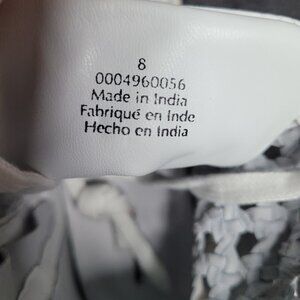 8
0004960056
Made in India
Fabriqué en Inde
Hecho en India